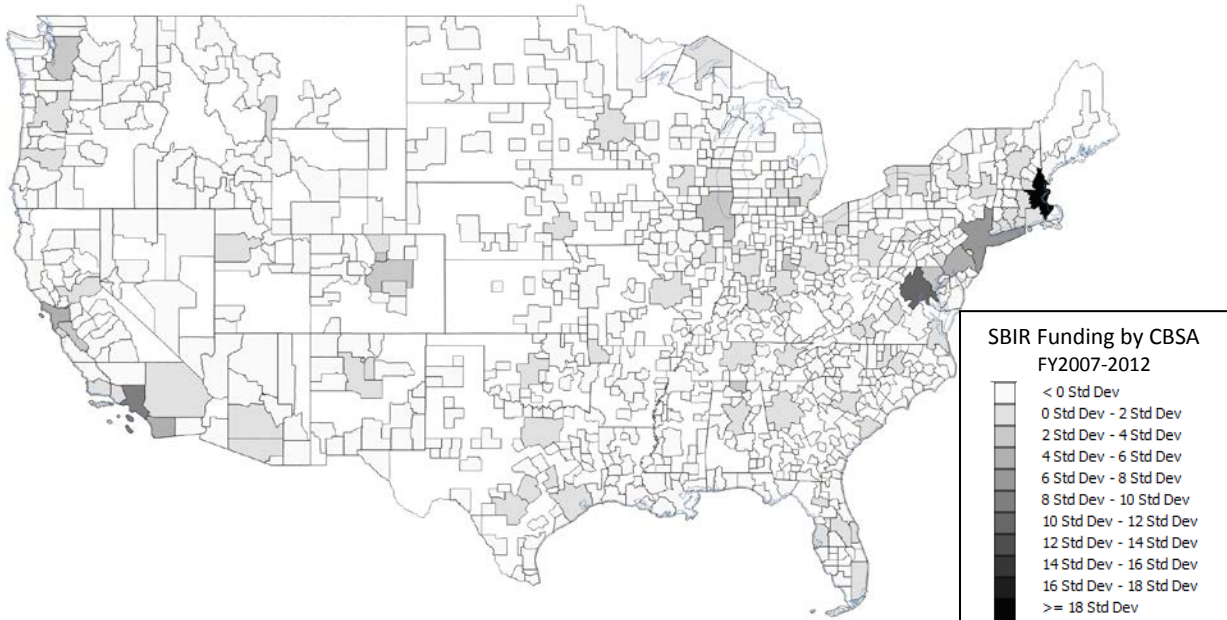 SBIR Funding by CBSA
FY2007-2012
< 0 Std Dev
0 Std Dev - 2 Std Dev
2 Std Dev - 4 Std Dev
4 Std Dev - 6 Std Dev
6 Std Dev - 8 Std Dev
8 Std Dev - 10 Std Dev
10 Std Dev - 12 Std Dev
12 Std Dev - 14 Std Dev
14 Std Dev - 16 Std Dev
16 Std Dev - 18 Std Dev
>= 18 Std Dev